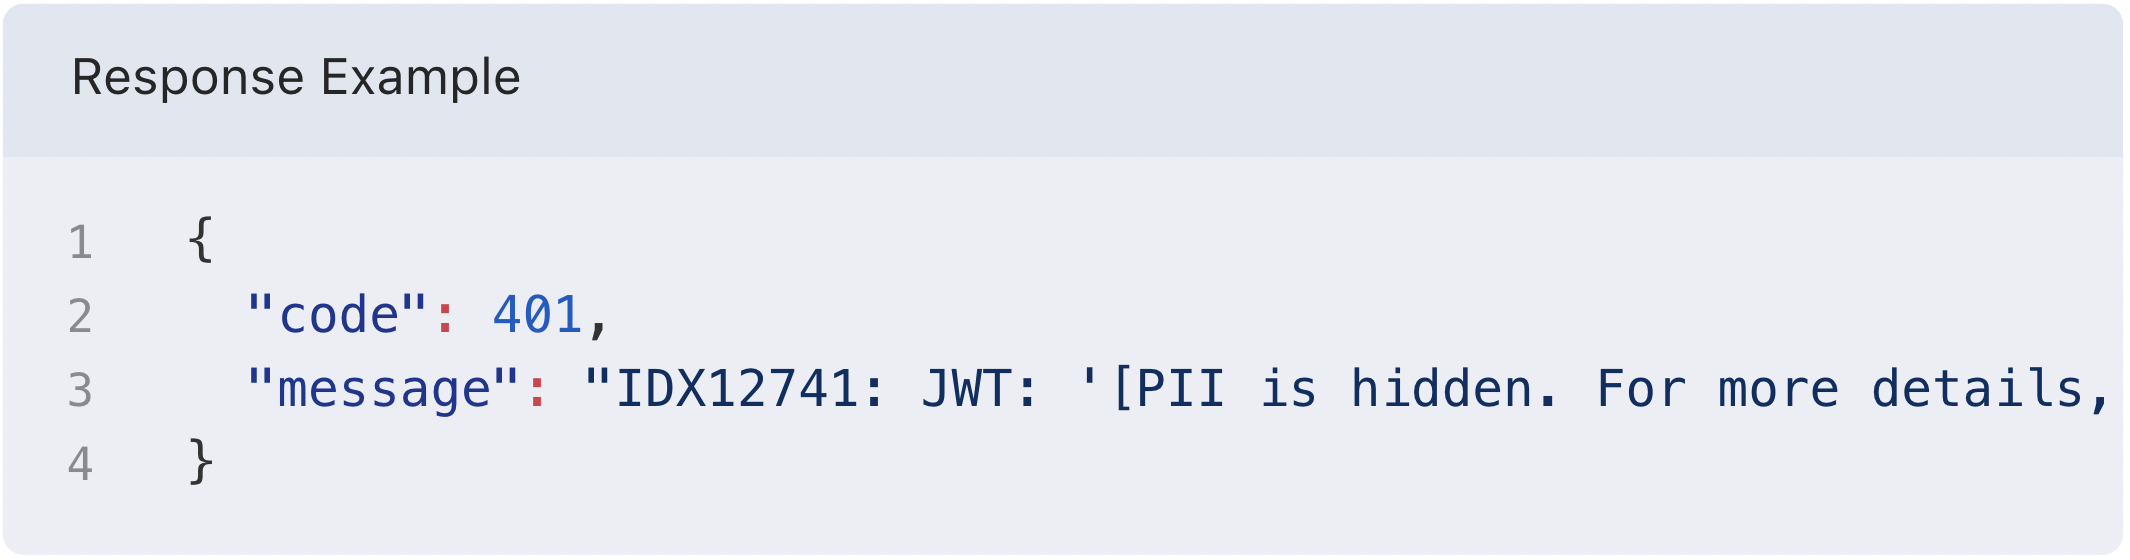 Response Example
1 {
2 "code": 401,
3 "message": "IDX12741: JWT: '[PII is hidden. For more details,
4 }